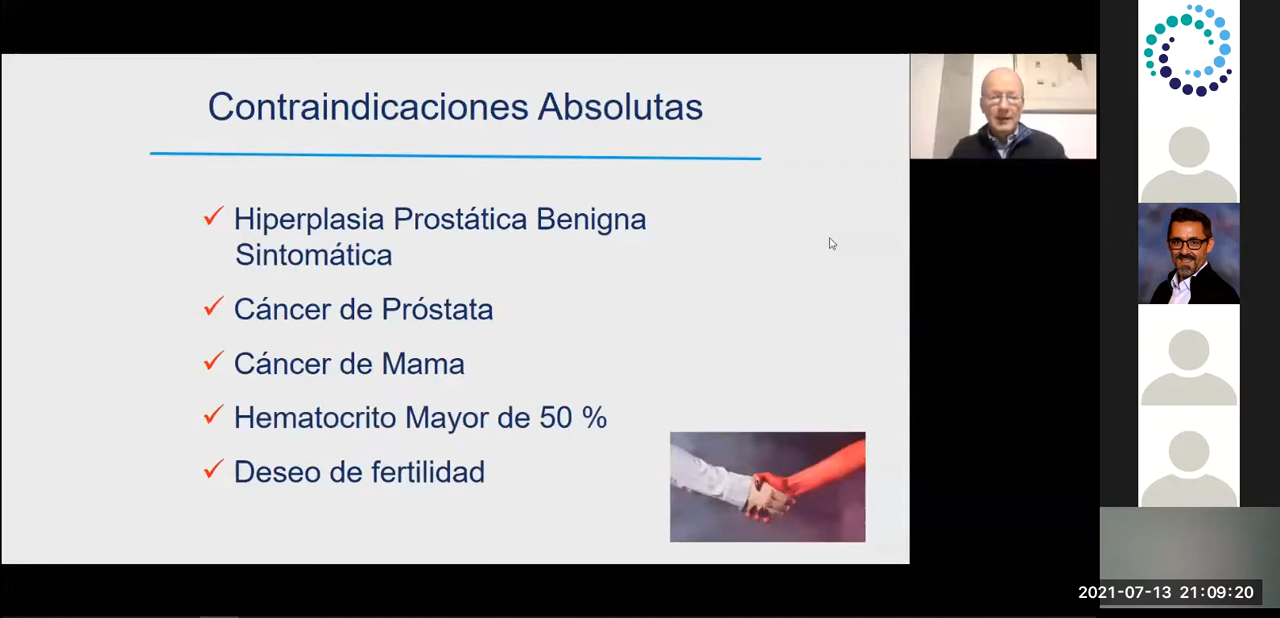 Contraindicaciones Absolutas
Hiperplasia Prostática Benigna
Sintomática
Cáncer de Próstata
Cáncer de Mama
Hematocrito Mayor de 50 %
Deseo de fertilidad
2021-07-13 21:09:20